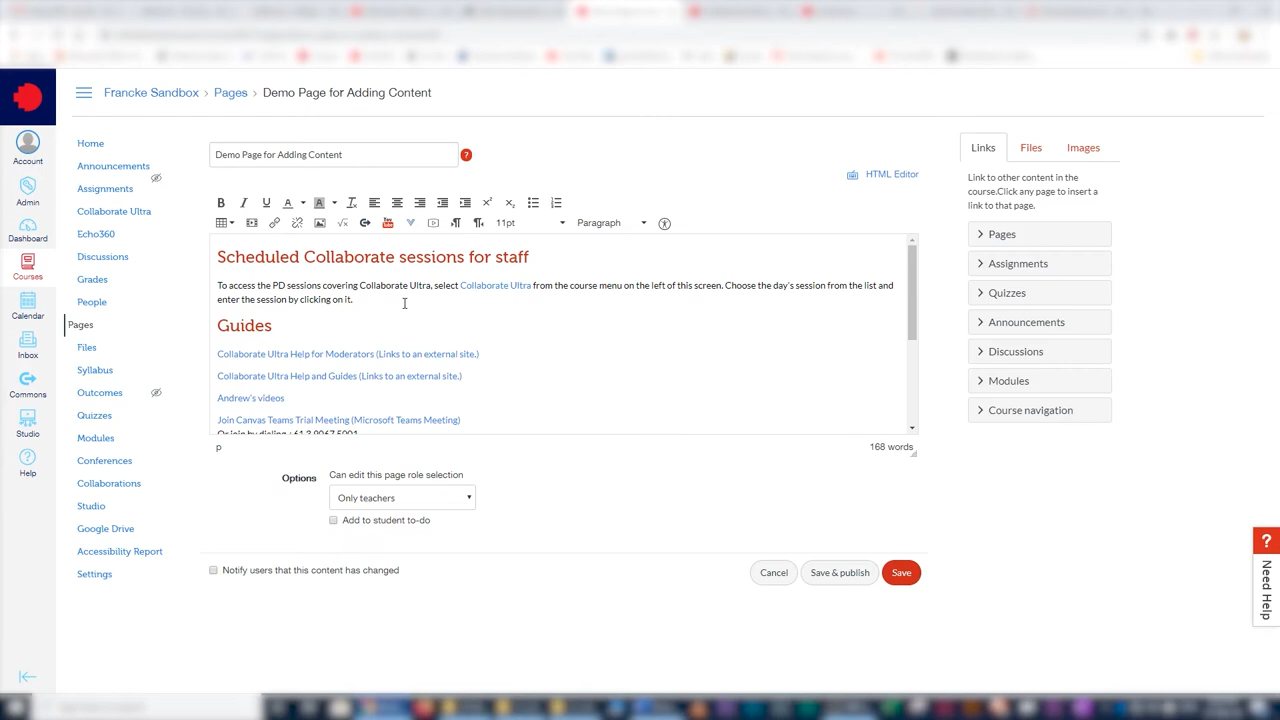 Francke Sandbox › Pages › Demo Page for Adding Content
Account
Admin
Dashboard
Courses
Calendar
Inbox
Commons
Studio
Help
Home
Announcements
Assignments
Collaborate Ultra
Echo360
Discussions
Grades
People
Pages
Files
Syllabus
Outcomes
Quizzes
Modules
Conferences
Collaborations
Studio
Google Drive
Accessibility Report
Settings
Demo Page for Adding Content
?
HTML Editor
B I U A A
11pt
Paragraph
Scheduled Collaborate sessions for staff
To access the PD sessions covering Collaborate Ultra, select Collaborate Ultra from the course menu on the left of this screen. Choose the day's session from the list and
enter the session by clicking on it.
Guides
Collaborate Ultra Help for Moderators (Links to an external site.)
Collaborate Ultra Help and Guides (Links to an external site.)
Andrew's videos
Join Canvas Teams Trial Meeting (Microsoft Teams Meeting)
Or join by dialing +61 3 9067 5001
p
168 words
Options
Can edit this page role selection
Only teachers
Add to student to-do
Notify users that this content has changed
Cancel
Save & publish
Save
Links
Files
Images
Link to other content in the
course.Click any page to insert a
link to that page.
Pages
Assignments
Quizzes
Announcements
Discussions
Modules
Course navigation
?
Need Help